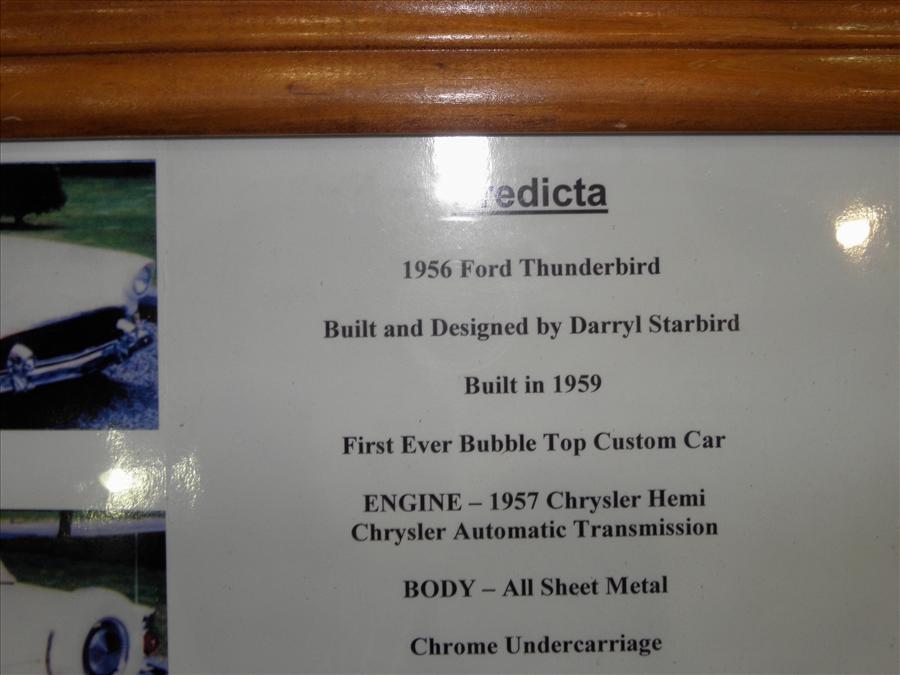 redicta
1956 Ford Thunderbird
Built and Designed by Darryl Starbird
Built in 1959
First Ever Bubble Top Custom Car
ENGINE – 1957 Chrysler Hemi
Chrysler Automatic Transmission
BODY – All Sheet Metal
Chrome Undercarriage